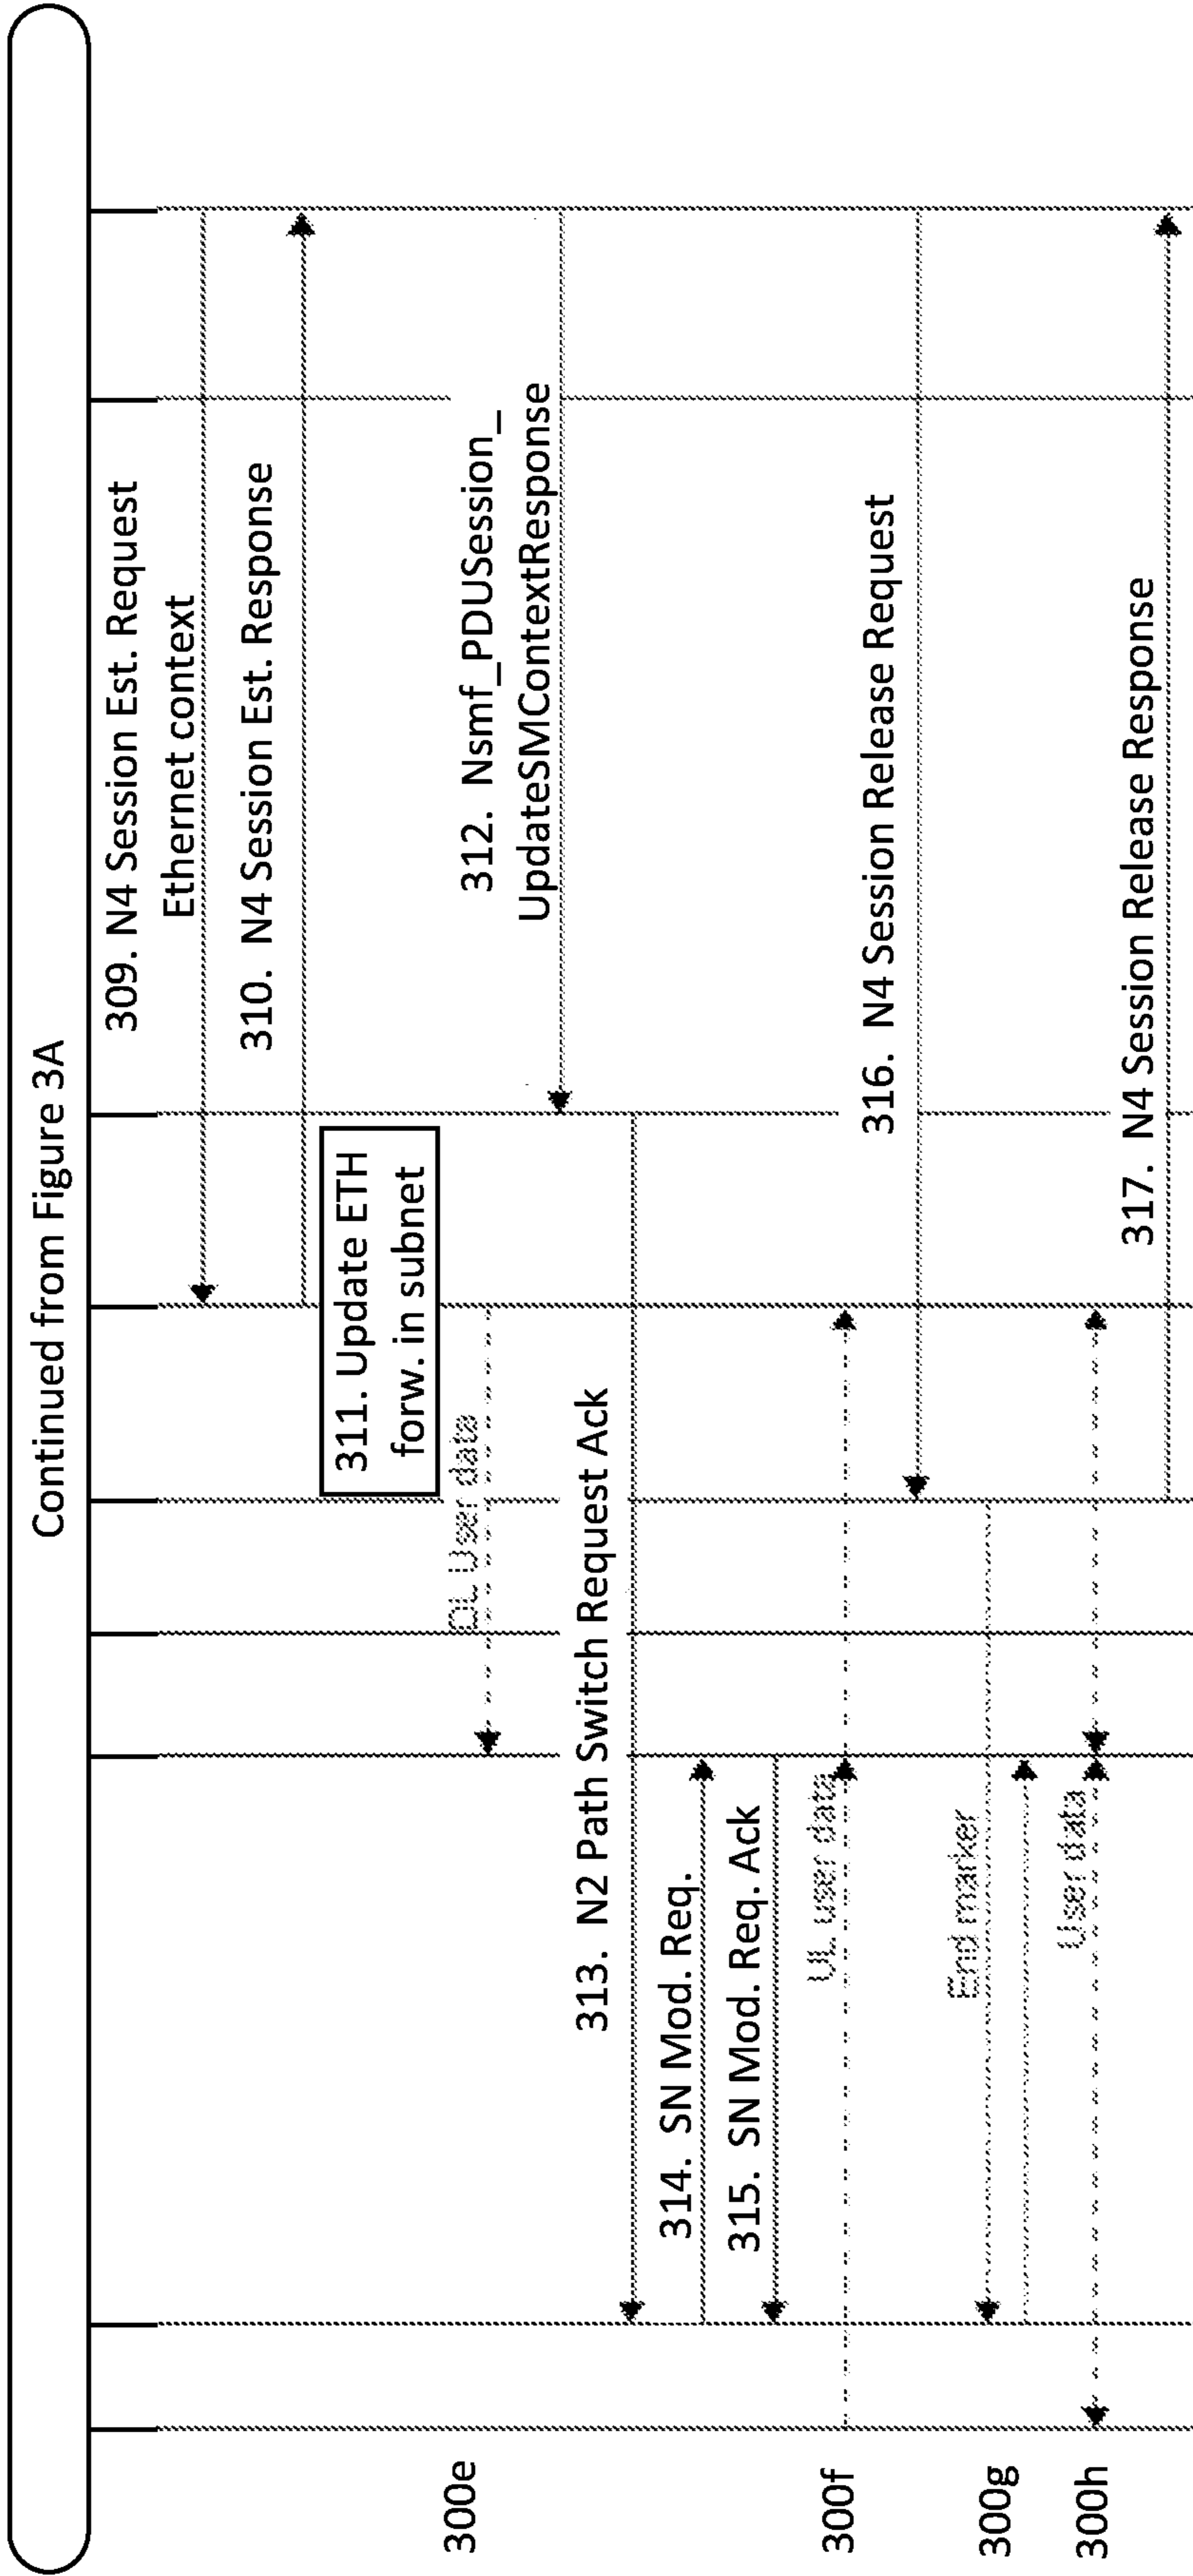 Continued from Figure 3A
309. N4 Session Est. Request
Ethernet context
310. N4 Session Est. Response
311. Update ETH
forw. in subnet
300e
DL User data
312. Nsmf_PDUSession_
UpdateSMContextResponse
313. N2 Path Switch Request Ack
314. SN Mod. Req.
315. SN Mod. Req. Ack
300f
UL user data
316. N4 Session Release Request
300g
End marker
300h
User data
317. N4 Session Release Response